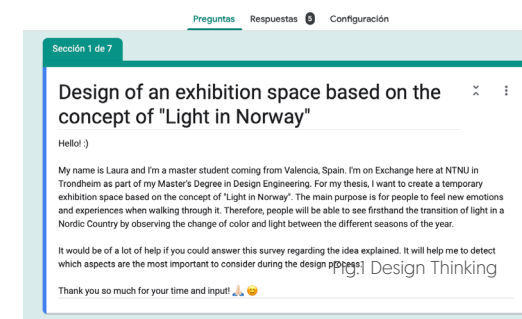 Preguntas Respuestas 5 Configuración
Sección 1 de 7
Design of an exhibition space based on the
concept of "Light in Norway"
Hello! :)
My name is Laura and I'm a master student coming from Valencia, Spain. I'm on Exchange here at NTNU in
Trondheim as part of my Master's Degree in Design Engineering. For my thesis, I want to create a temporary
exhibition space based on the concept of "Light in Norway". The main purpose is for people to feel new emotions
and experiences when walking through it. Therefore, people will be able to see firsthand the transition of light in a
Nordic Country by observing the change of color and light between the different seasons of the year.
It would be of a lot of help if you could answer this survey regarding the idea explained. It will help me to detect
which aspects are the most important to consider during the design process.
Fig.1 Design Thinking
Thank you so much for your time and input! 🙏🏻 😊